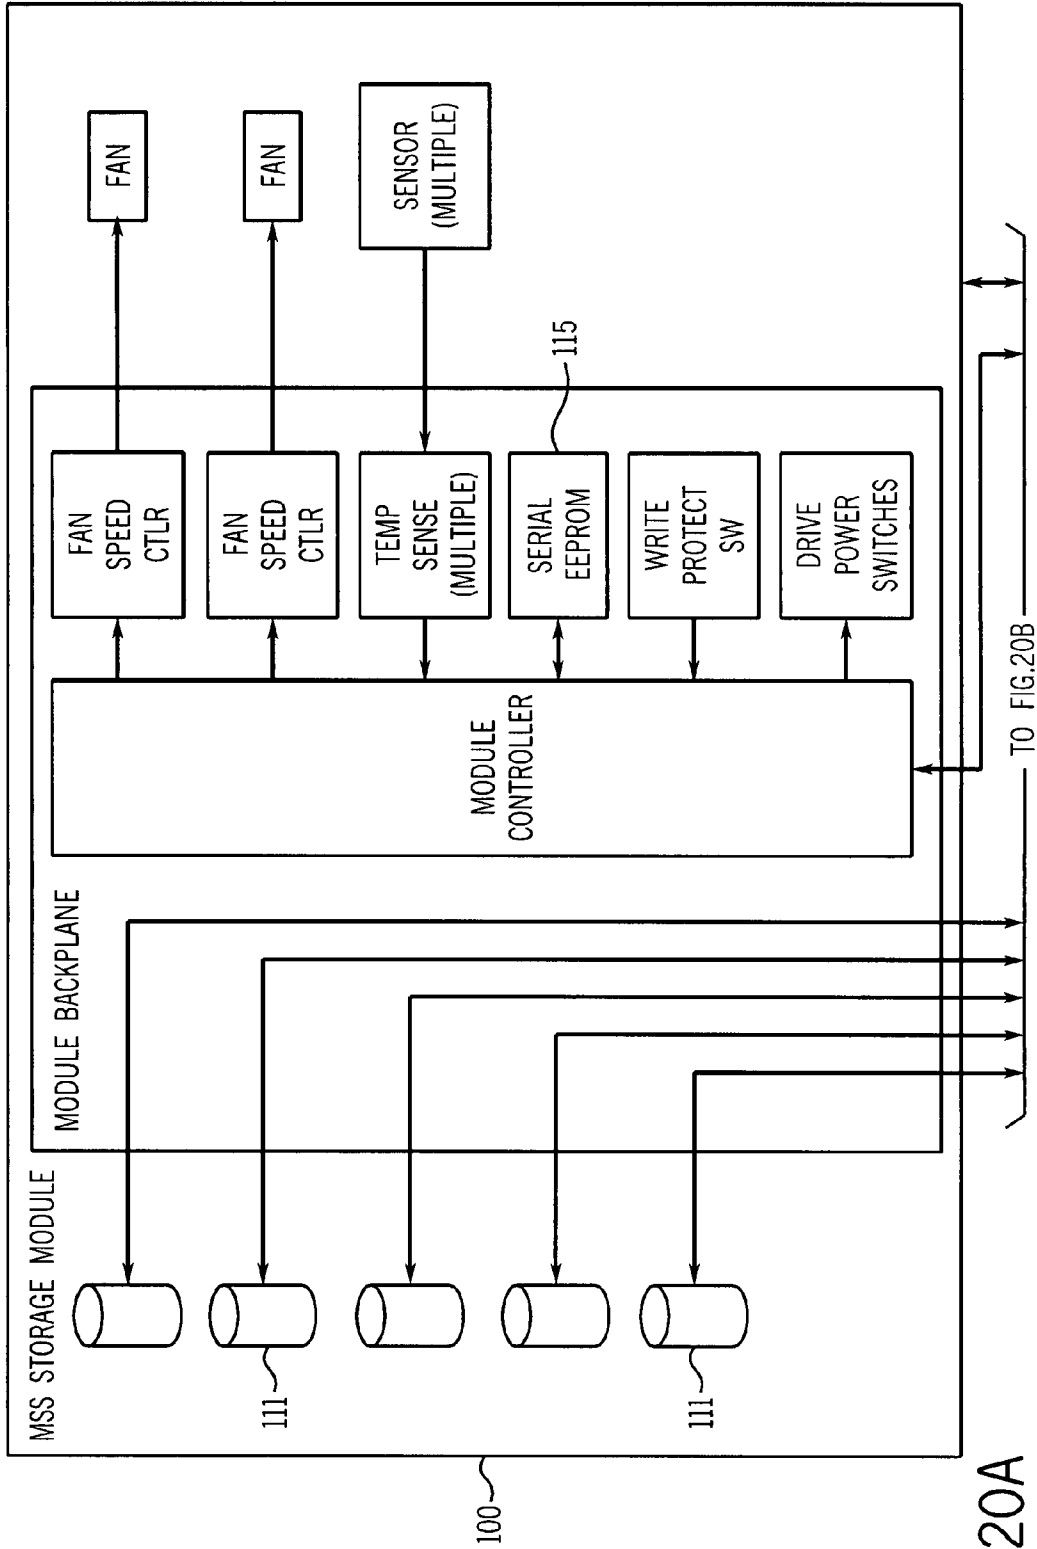 MSS STORAGE MODULE
MODULE BACKPLANE
111
111
100
MODULE
CONTROLLER
FAN
SPEED
CTLR
FAN
SPEED
CTLR
TEMP
SENSE
(MULTIPLE)
SERIAL
EEPROM
115
WRITE
PROTECT
SW
DRIVE
POWER
SWITCHES
FAN
FAN
SENSOR
(MULTIPLE)
TO FIG.20B
20A